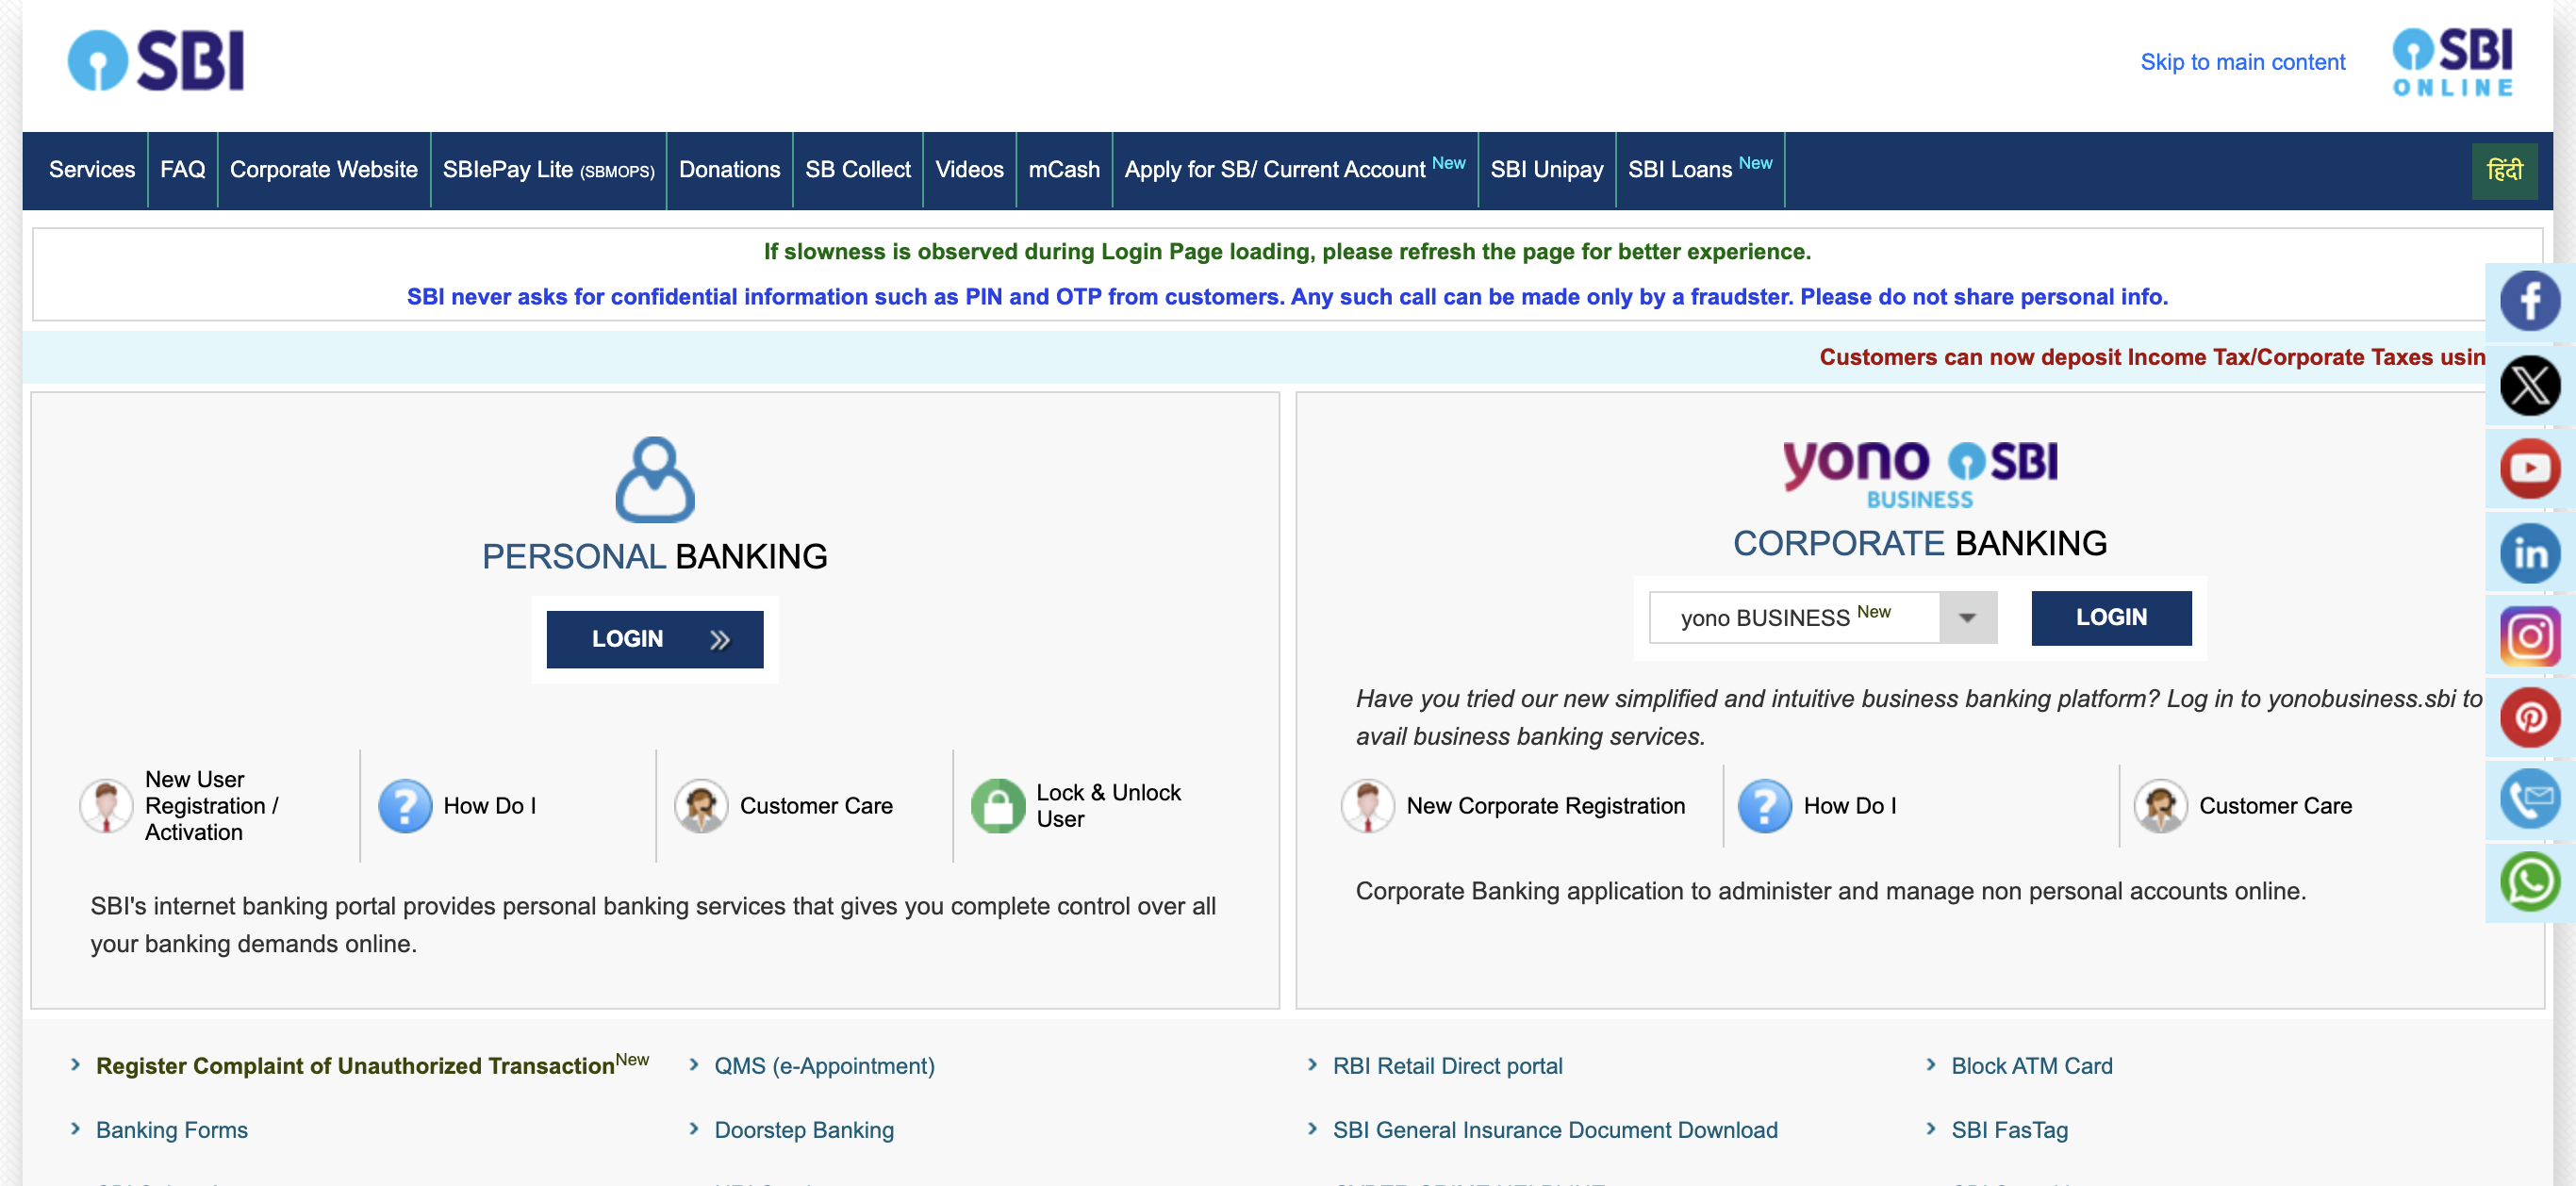 SBI
Skip to main content
SBI
ONLINE
Services
FAQ
Corporate Website
SBIePay Lite (SBMOPS)
Donations
SB Collect
Videos
mCash
Apply for SB/ Current Account New
SBI Unipay
SBI Loans New
हिंदी
If slowness is observed during Login Page loading, please refresh the page for better experience.
SBI never asks for confidential information such as PIN and OTP from customers. Any such call can be made only by a fraudster. Please do not share personal info.
Customers can now deposit Income Tax/Corporate Taxes usin
PERSONAL BANKING
LOGIN
New User
Registration /
Activation
How Do I
Customer Care
Lock & Unlock
User
SBI's internet banking portal provides personal banking services that gives you complete control over all
your banking demands online.
yono SBI
BUSINESS
CORPORATE BANKING
yono BUSINESS New
LOGIN
Have you tried our new simplified and intuitive business banking platform? Log in to yonobusiness.sbi to
avail business banking services.
New Corporate Registration
How Do I
Customer Care
Corporate Banking application to administer and manage non personal accounts online.
Register Complaint of Unauthorized Transaction New
QMS (e-Appointment)
RBI Retail Direct portal
Block ATM Card
Banking Forms
Doorstep Banking
SBI General Insurance Document Download
SBI FasTag